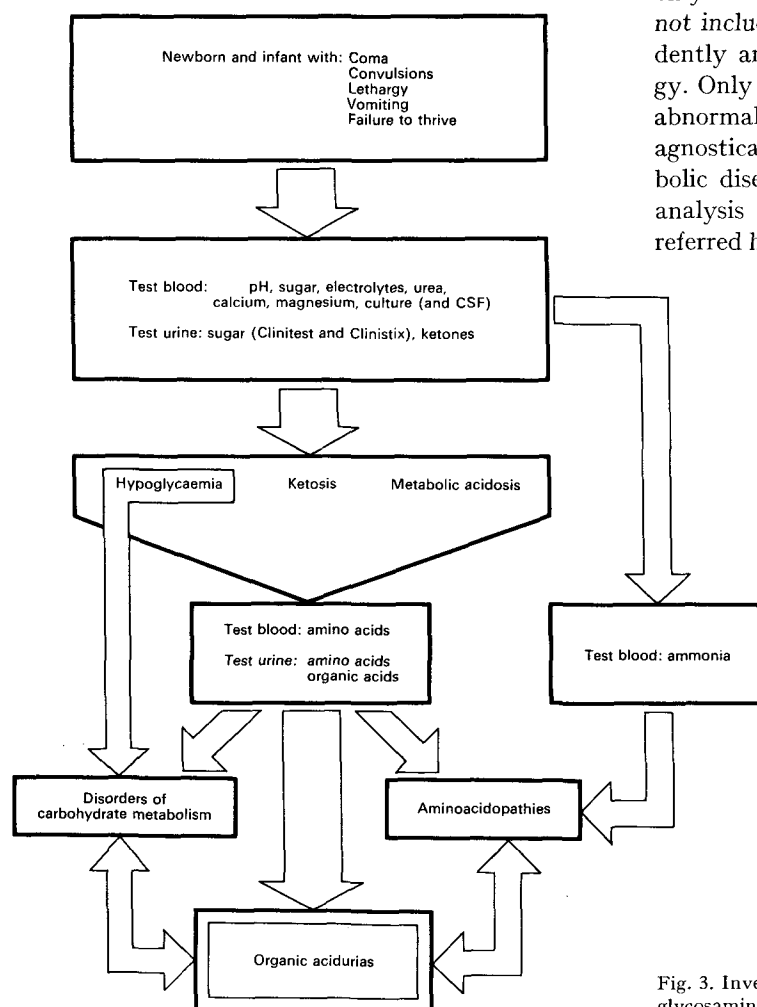 Newborn and infant with: Coma
Convulsions
Lethargy
Vomiting
Failure to thrive
Test blood: pH, sugar, electrolytes, urea,
calcium, magnesium, culture (and CSF)
Test urine: sugar (Clinitest and Clinistix), ketones
Hypoglycaemia Ketosis Metabolic acidosis
Test blood: amino acids
Test urine: amino acids
organic acids
Test blood: ammonia
Disorders of
carbohydrate metabolism
Aminoacidopathies
Organic acidurias
not inclu
dently an
gy. Only
abnormal
agnostica
bolic dise
analysis
referred h
Fig. 3. Inve
glycosamin